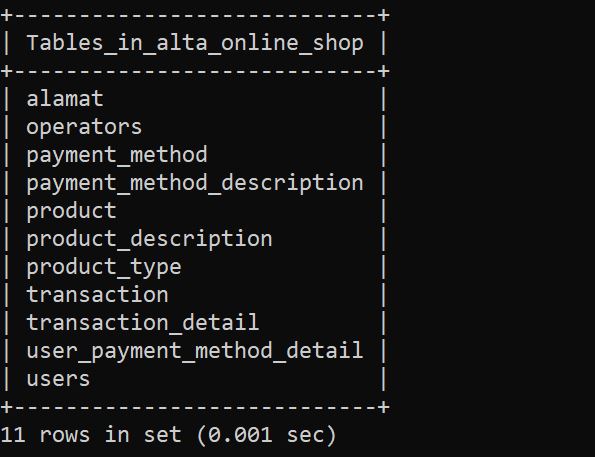 +----------------------------+
| Tables_in_alta_online_shop |
+----------------------------+
| alamat                     |
| operators                  |
| payment_method             |
| payment_method_description |
| product                    |
| product_description        |
| product_type               |
| transaction                |
| transaction_detail         |
| user_payment_method_detail |
| users                      |
+----------------------------+
11 rows in set (0.001 sec)